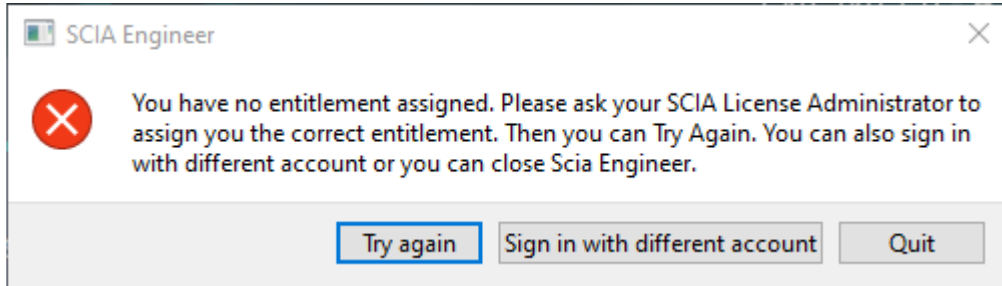 SCIA Engineer
You have no entitlement assigned. Please ask your SCIA License Administrator to
assign you the correct entitlement. Then you can Try Again. You can also sign in
with different account or you can close Scia Engineer.
Try again Sign in with different account Quit